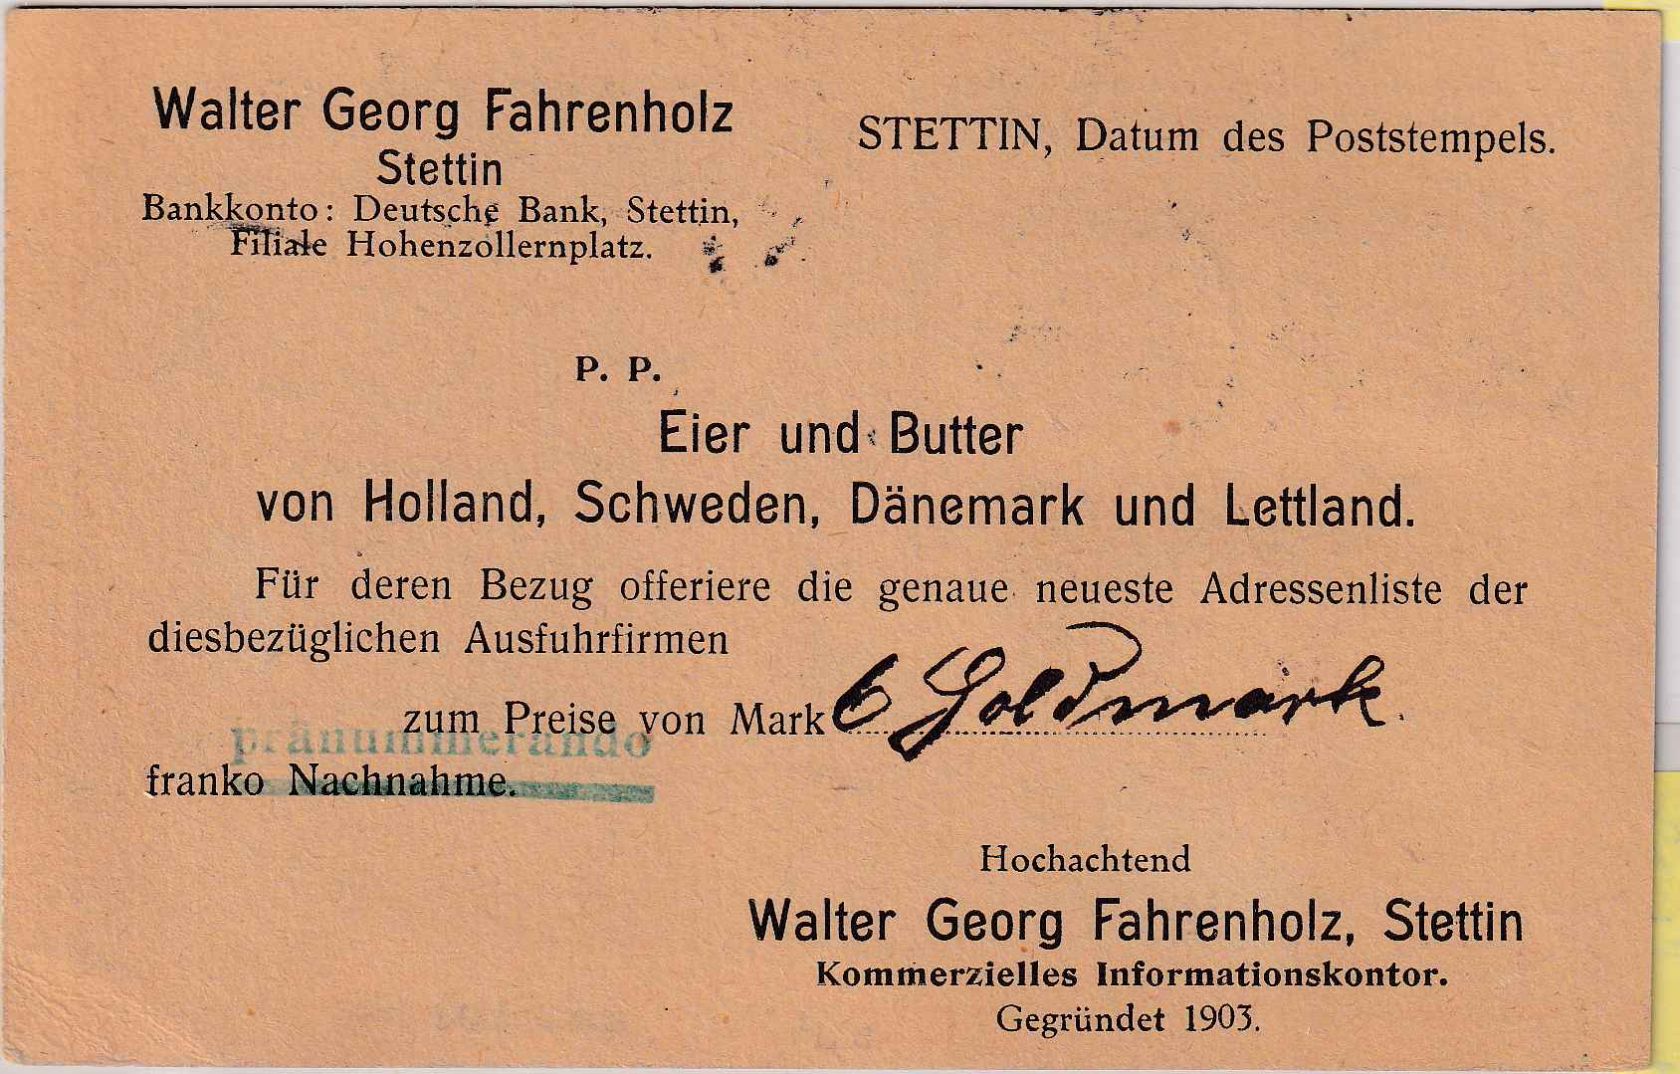 Walter Georg Fahrenholz
Stettin
Bankkonto: Deutsche Bank, Stettin,
Filiale Hohenzollernplatz.
STETTIN, Datum des Poststempels.
P. P.
Eier und Butter
von Holland, Schweden, Dänemark und Lettland.
Für deren Bezug offeriere die genaue neueste Adressenliste der
diesbezüglichen Ausfuhrfirmen
zum Preise von Mark 6 Goldmark.
pränummerando
franko Nachnahme.
Hochachtend
Walter Georg Fahrenholz, Stettin
Kommerzielles Informationskontor.
Gegründet 1903.